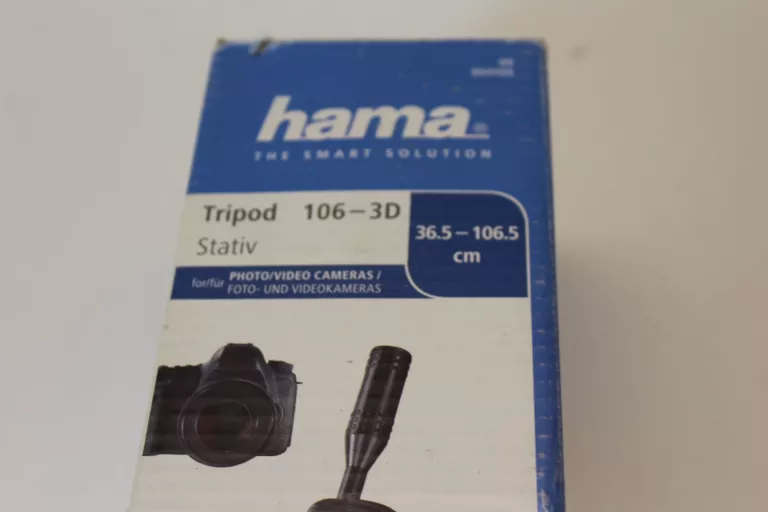 hama®
THE SMART SOLUTION
Tripod 106–3D
Stativ
36.5–106.5
cm
for/für PHOTO/VIDEO CAMERAS /
FOTO- UND VIDEOKAMERAS